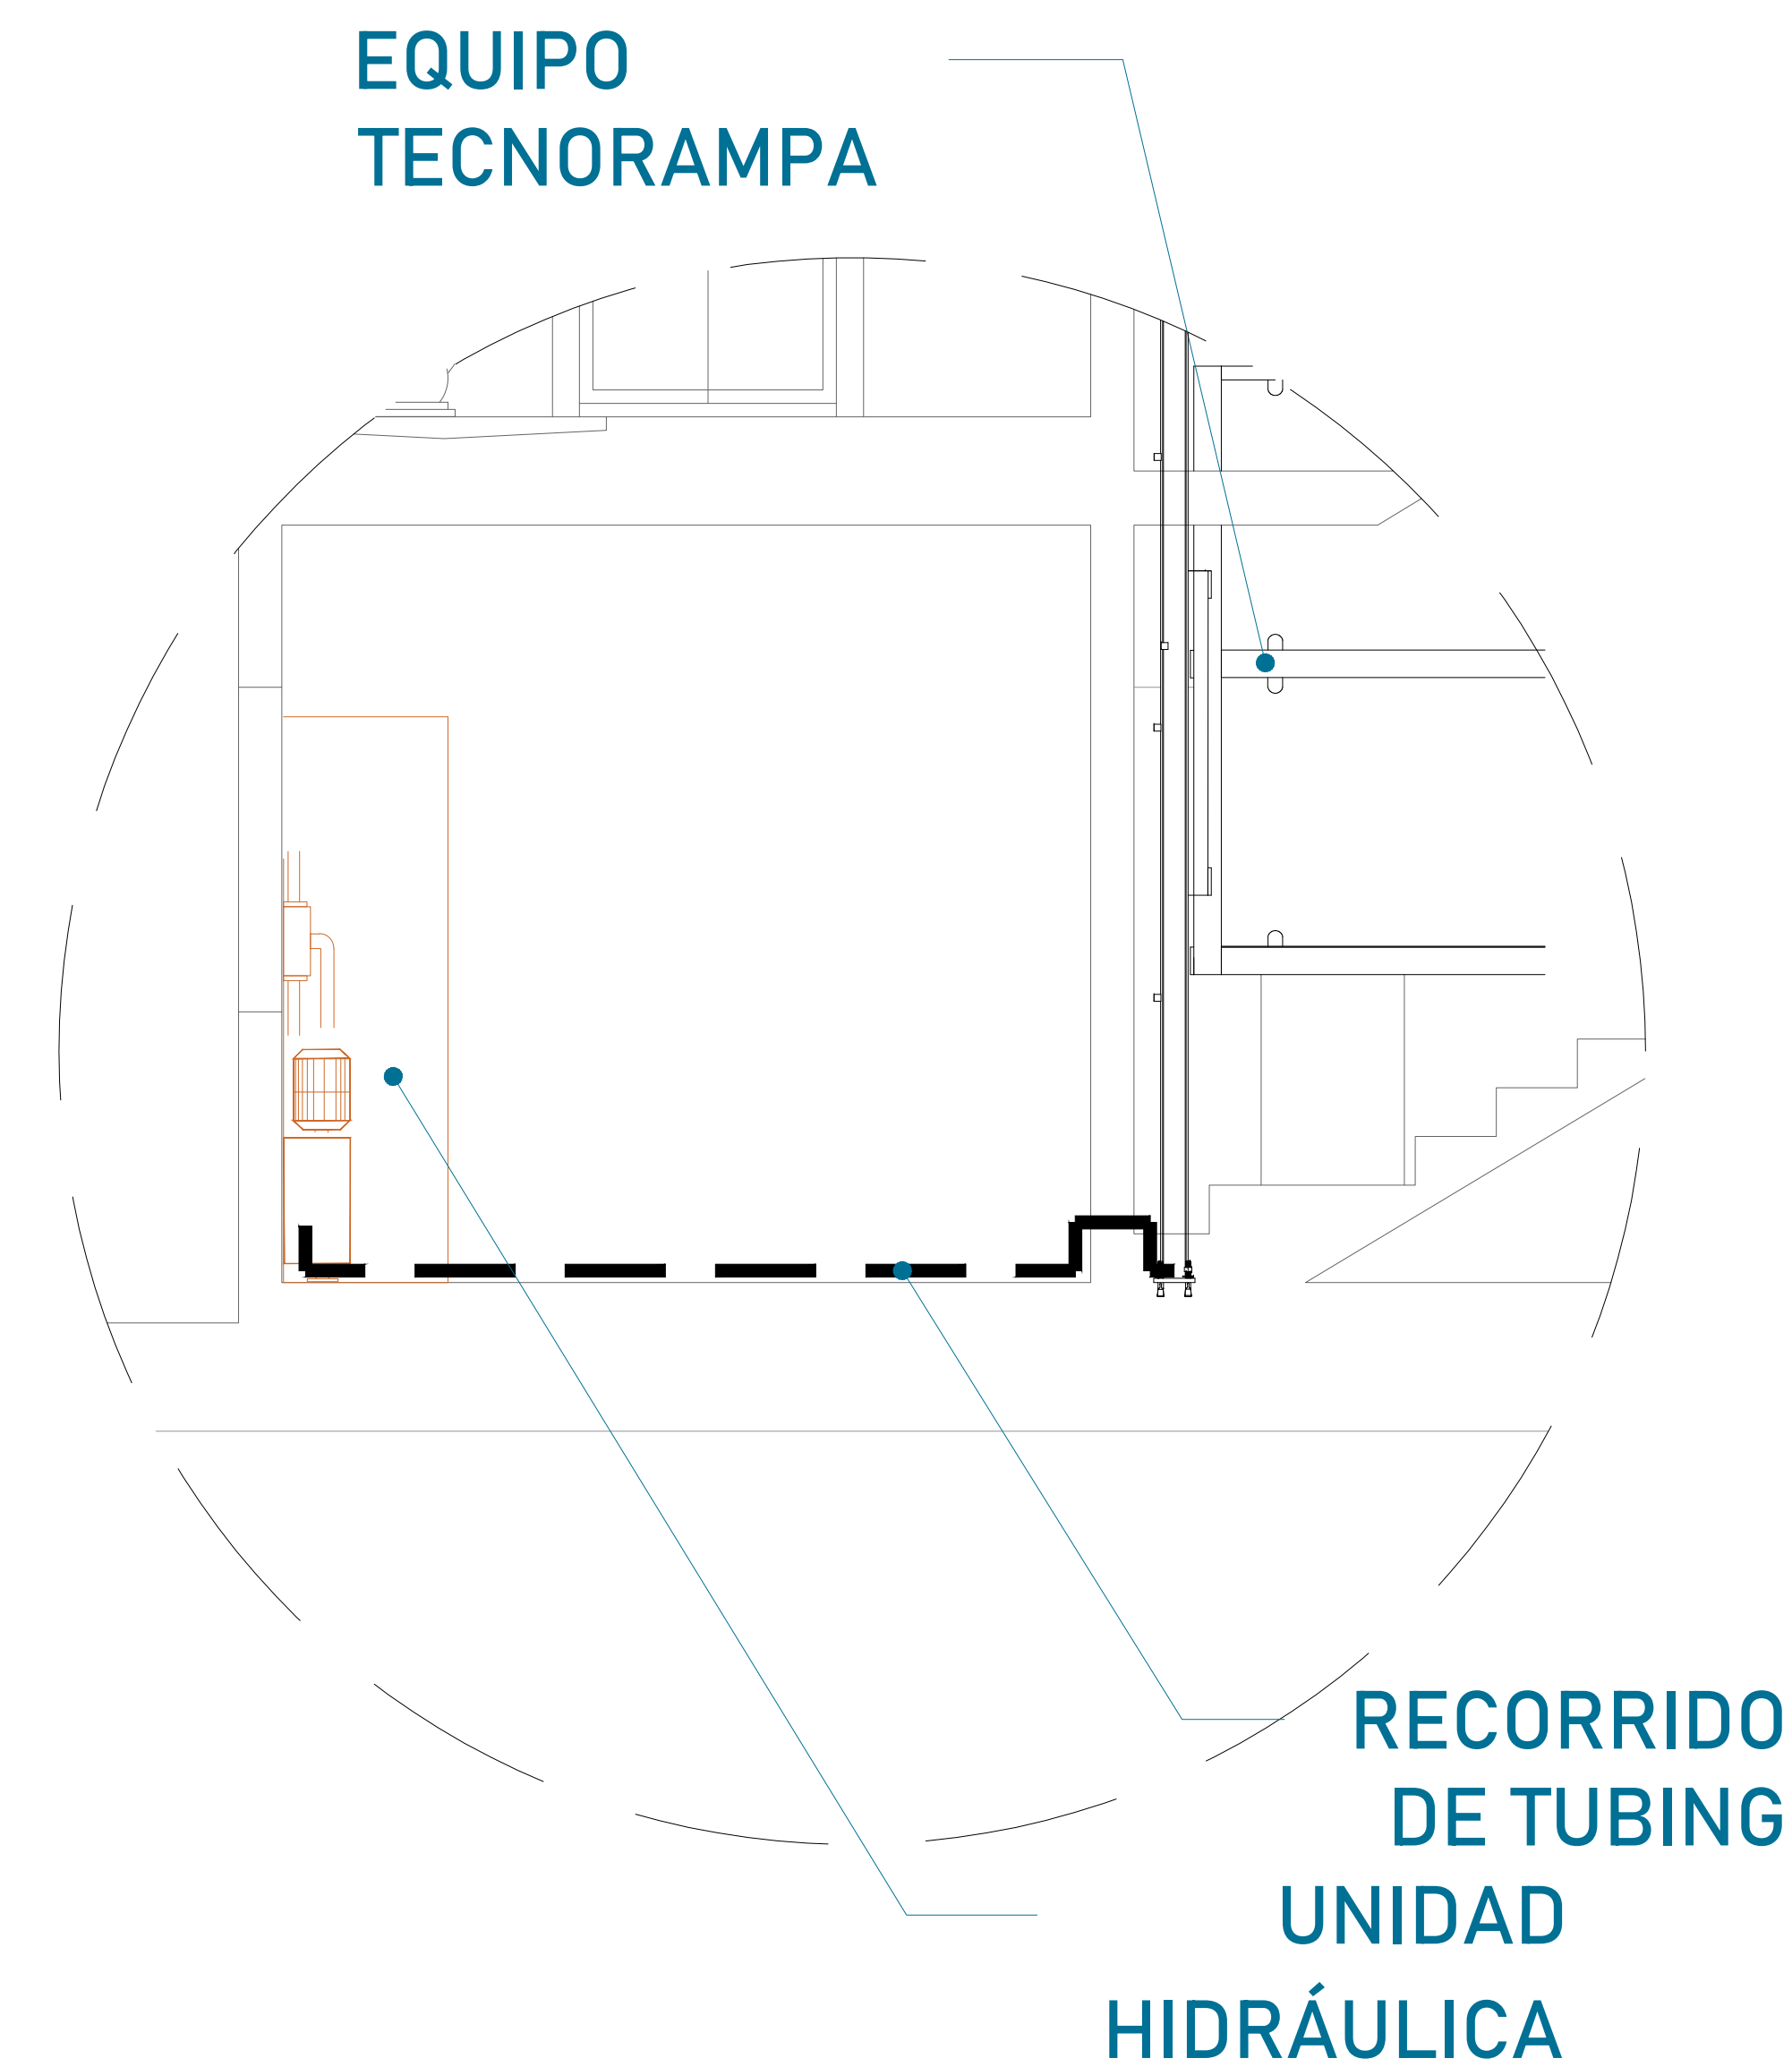 EQUIPO
TECNORAMPA
RECORRIDO
DE TUBING
UNIDAD
HIDRÁULICA